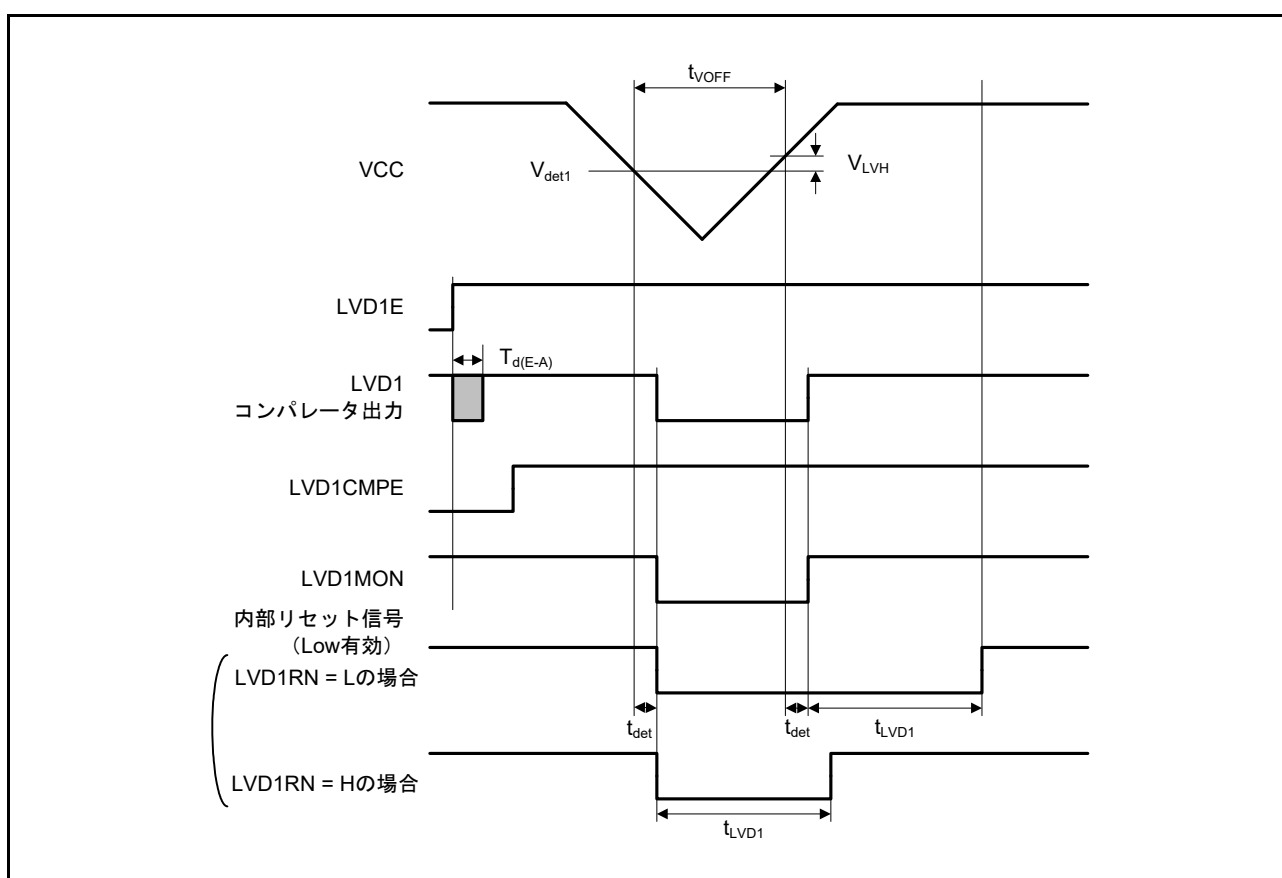 tVOFF
VCC
Vdet1
VLVH
LVD1E
Td(E-A)
LVD1
コンパレータ出力
LVD1CMPE
LVD1MON
内部リセット信号
（Low有効）
LVD1RN = Lの場合
tdet
tdet
tLVD1
LVD1RN = Hの場合
tLVD1